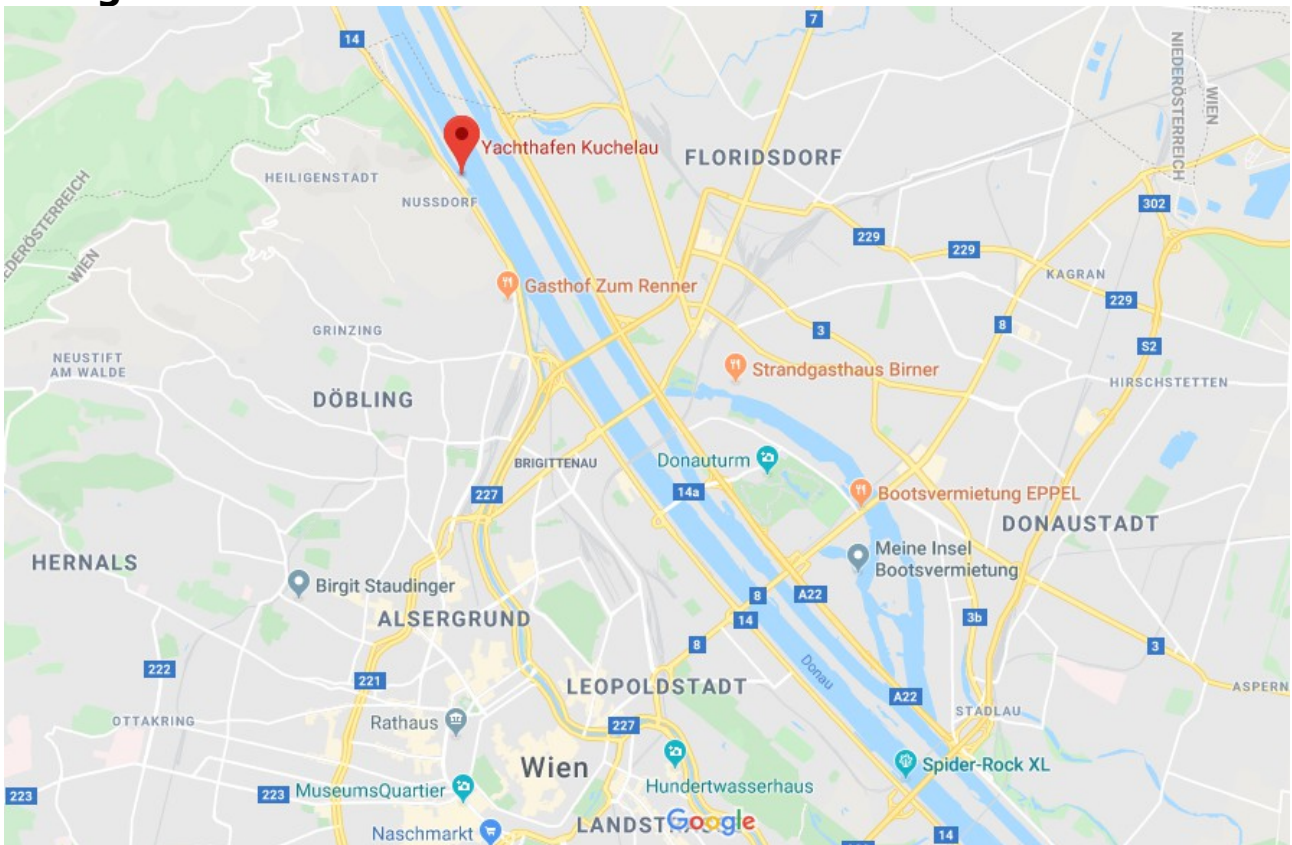 g
14
7
NIEDERÖSTERREICH
WIEN
Yachthafen Kuchelau
FLORIDSDORF
HEILIGENSTADT
NUSSDORF
302
229
229
NIEDERÖSTERREICH
WIEN
KAGRAN
Gasthof Zum Renner
229
8
3
GRINZING
S2
NEUSTIFT
AM WALDE
Strandgasthaus Birner
HIRSCHSTETTEN
DÖBLING
BRIGITTENAU
Donauturm
14a
227
Bootsvermietung EPPEL
DONAUSTADT
HERNALS
Meine Insel
Bootsvermietung
Birgit Staudinger
8
A22
ALSERGRUND
14
3b
8
3
Donau
222
221
LEOPOLDSTADT
ASPERN
A22
OTTAKRING
Rathaus
227
STADLAU
Wien
Spider-Rock XL
Hundertwasserhaus
223
223
MuseumsQuartier
Naschmarkt
LANDST
Google
14